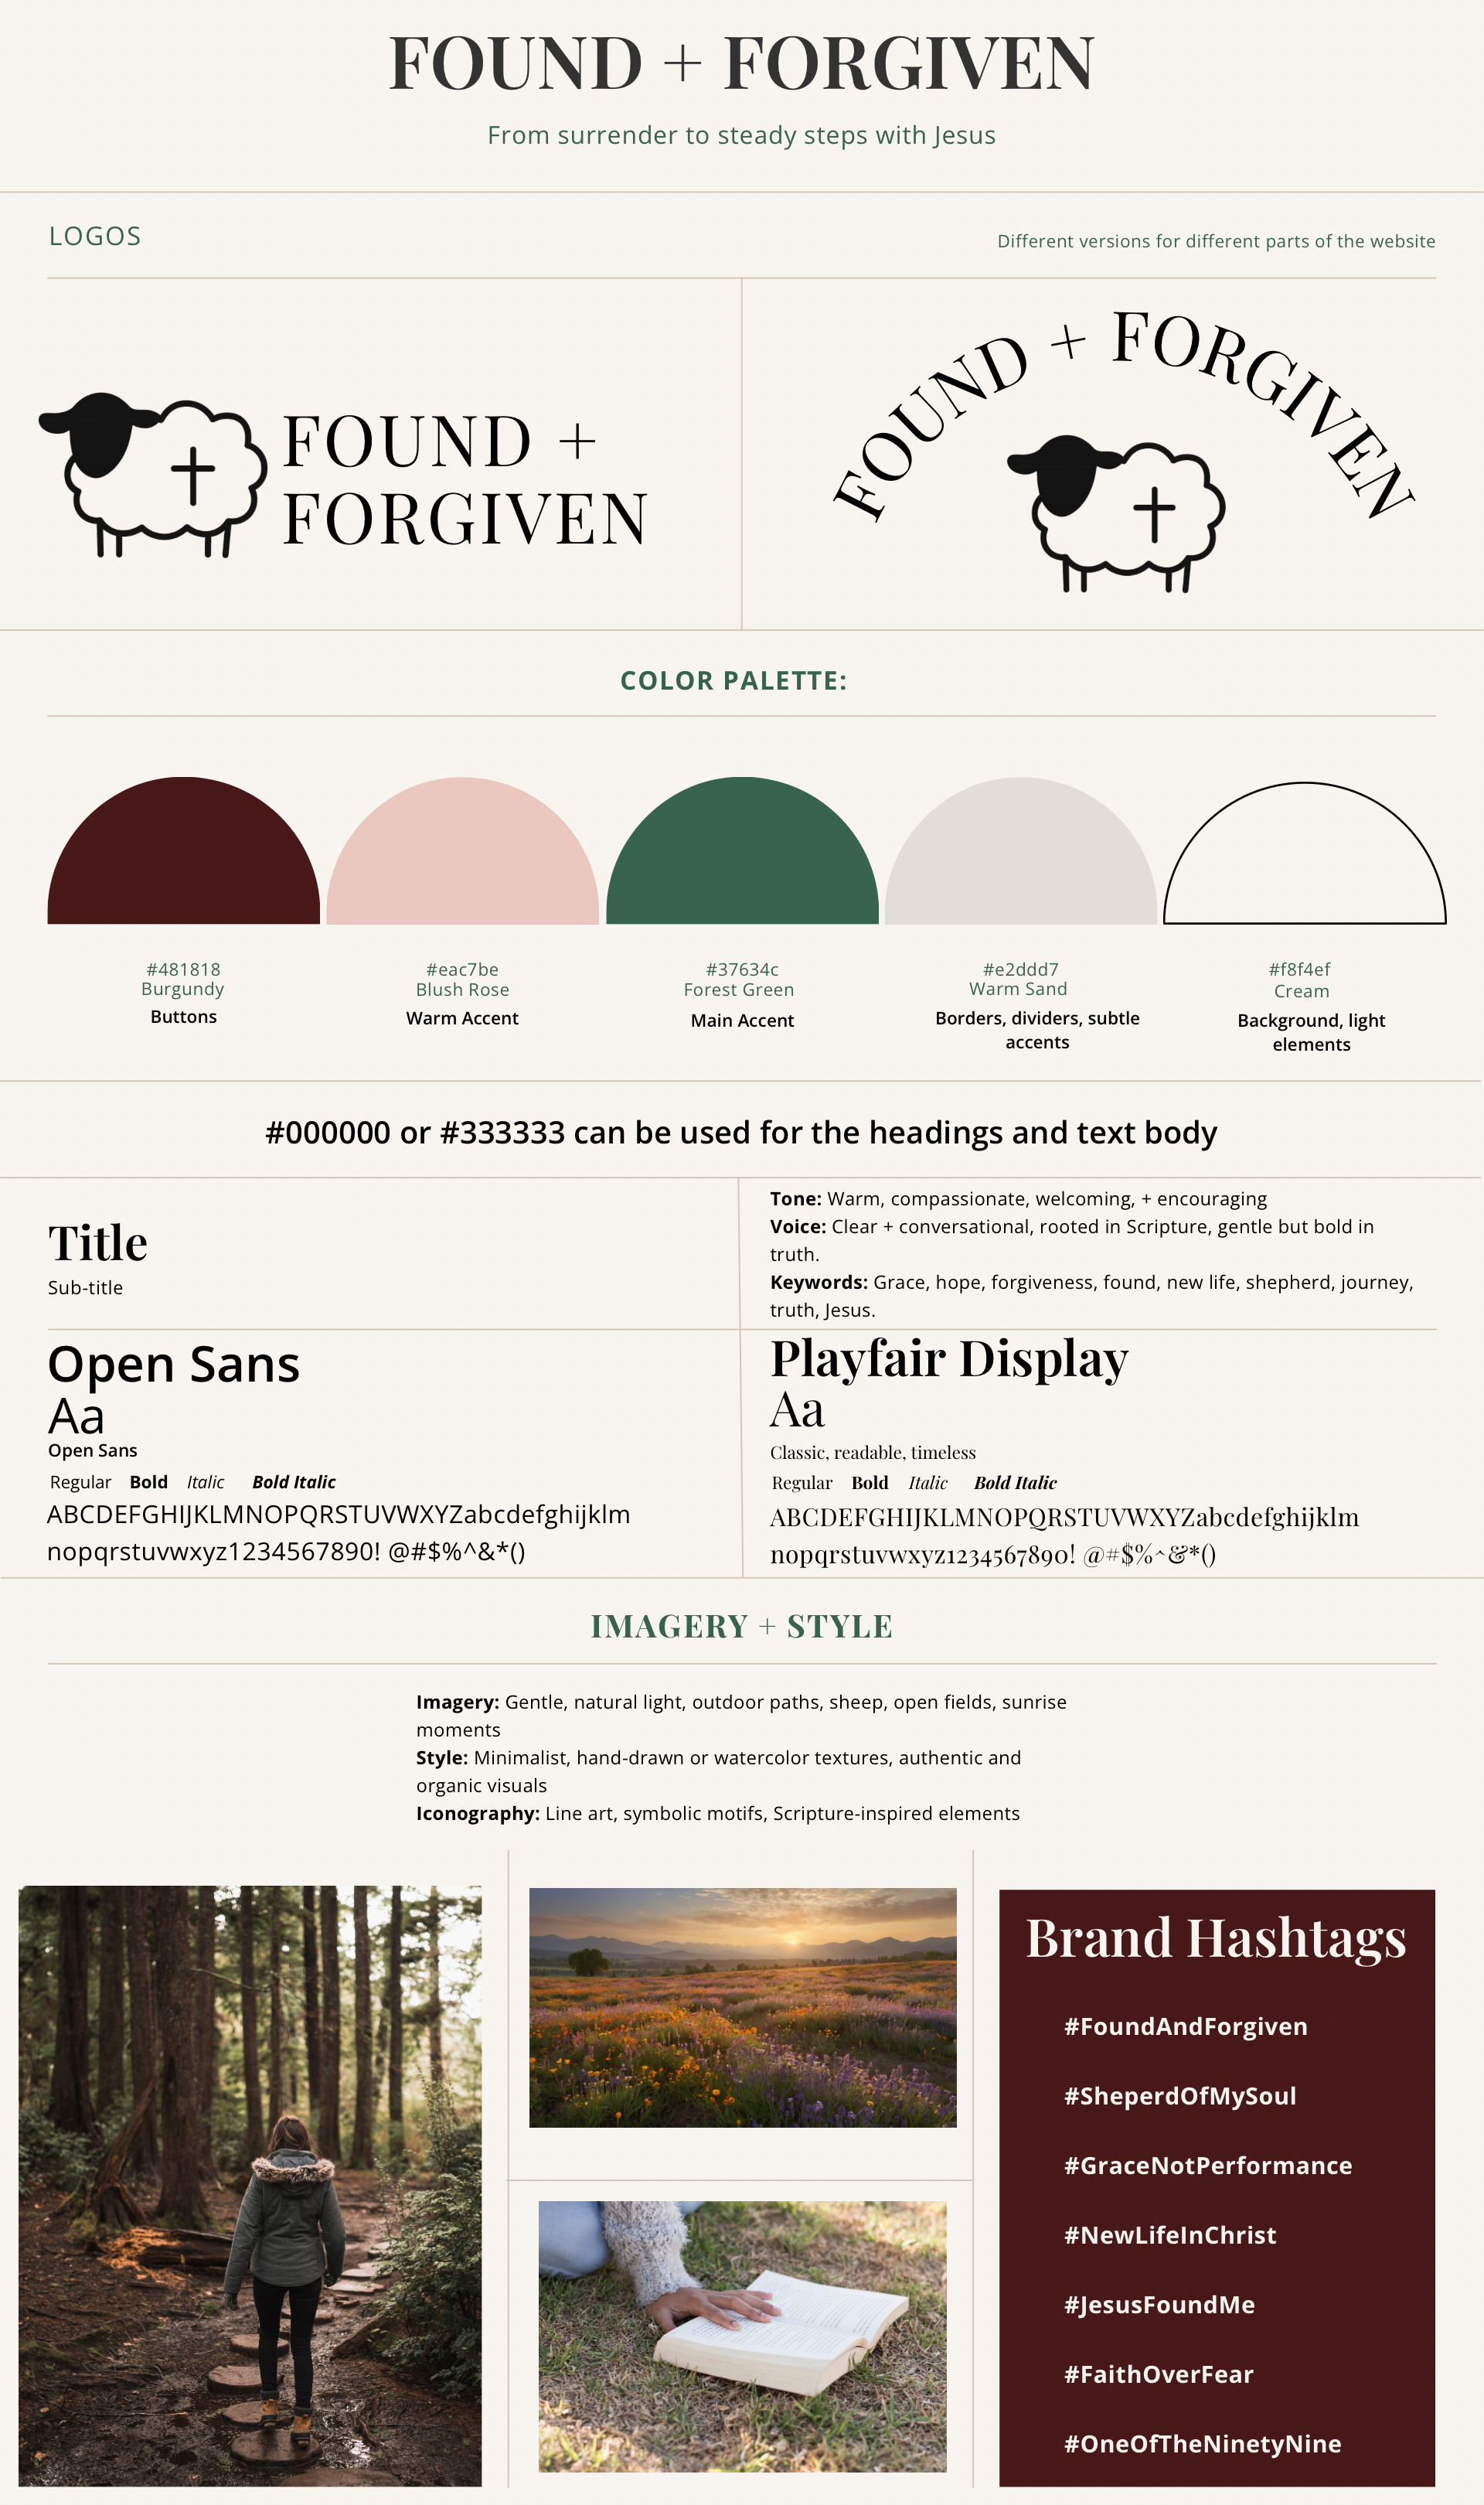 FOUND + FORGIVEN
From surrender to steady steps with Jesus
LOGOS
Different versions for different parts of the website
FOUND +
FORGIVEN
FOUND + FORGIVEN
COLOR PALETTE:
#481818
Burgundy
Buttons
#eac7be
Blush Rose
Warm Accent
#37634c
Forest Green
Main Accent
#e2ddd7
Warm Sand
Borders, dividers, subtle
accents
#f8f4ef
Cream
Background, light
elements
#000000 or #333333 can be used for the headings and text body
Title
Sub-title
Tone: Warm, compassionate, welcoming, + encouraging
Voice: Clear + conversational, rooted in Scripture, gentle but bold in
truth.
Keywords: Grace, hope, forgiveness, found, new life, shepherd, journey,
truth, Jesus.
Open Sans
Aa
Open Sans
Regular Bold Italic Bold Italic
ABCDEFGHIJKLMNOPQRSTUVWXYZabcdefghijklm
nopqrstuvwxyz1234567890! @#$%^&*()
Playfair Display
Aa
Classic, readable, timeless
Regular Bold Italic Bold Italic
ABCDEFGHIJKLMNOPQRSTUVWXYZabcdefghijklm
nopqrstuvwxyz1234567890! @#$%^&*()
IMAGERY + STYLE
Imagery: Gentle, natural light, outdoor paths, sheep, open fields, sunrise
moments
Style: Minimalist, hand-drawn or watercolor textures, authentic and
organic visuals
Iconography: Line art, symbolic motifs, Scripture-inspired elements
Brand Hashtags
#FoundAndForgiven
#SheperdOfMySoul
#GraceNotPerformance
#NewLifeInChrist
#JesusFoundMe
#FaithOverFear
#OneOfTheNinetyNine